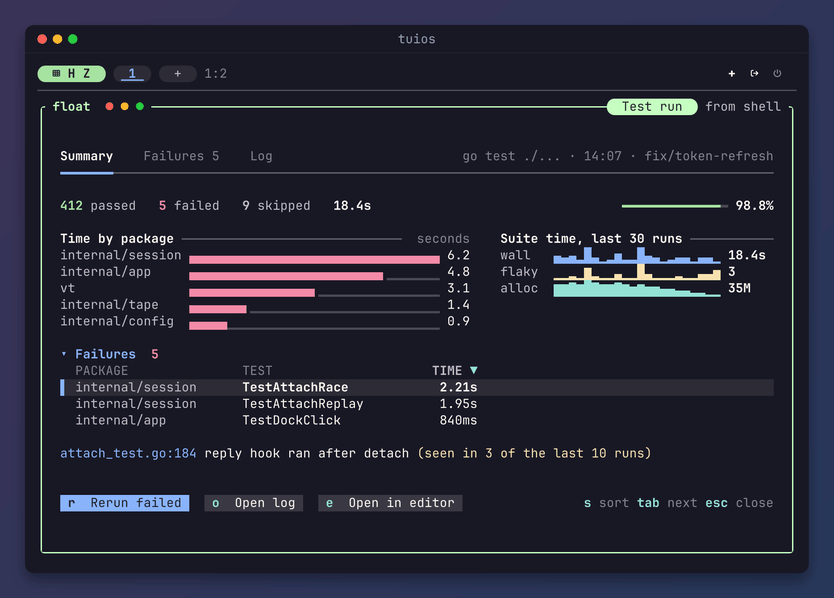 tuios
H Z 1 + 1:2
float Test run from shell
Summary Failures 5 Log go test ./... · 14:07 · fix/token-refresh
412 passed 5 failed 9 skipped 18.4s 98.8%
Time by package seconds Suite time, last 30 runs
internal/session 6.2 wall 18.4s
internal/app 4.8 flaky 3
vt 3.1 alloc 35M
internal/tape 1.4
internal/config 0.9
▾ Failures 5
PACKAGE TEST TIME ▼
internal/session TestAttachRace 2.21s
internal/session TestAttachReplay 1.95s
internal/app TestDockClick 840ms
attach_test.go:184 reply hook ran after detach (seen in 3 of the last 10 runs)
r Rerun failed o Open log e Open in editor s sort tab next esc close